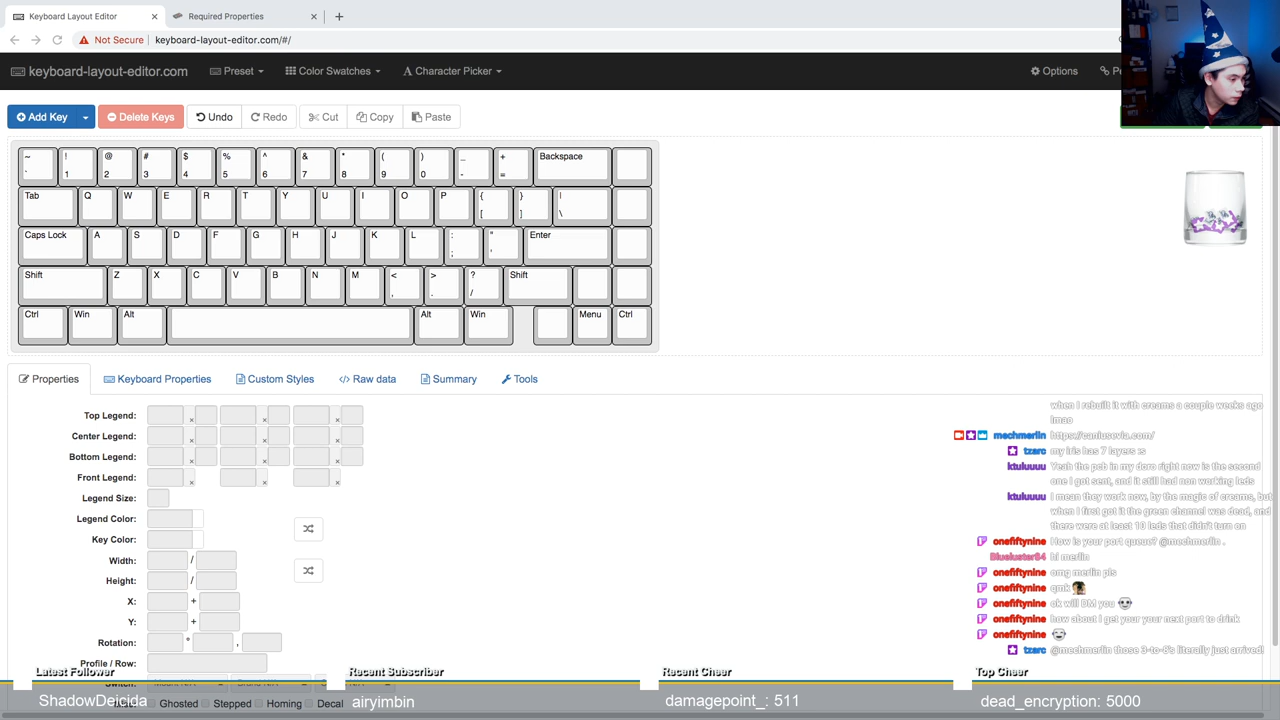 Keyboard Layout Editor
Required Properties
Not Secure
keyboard-layout-editor.com/#/
keyboard-layout-editor.com
Preset
Color Swatches
Character Picker
Options
Add Key
Delete Keys
Undo
Redo
Cut
Copy
Paste
~ ! @ # $ % ^ & * ( ) _ + Backspace
` 1 2 3 4 5 6 7 8 9 0 - =
Tab Q W E R T Y U I O P { } |
[ ] \
Caps Lock A S D F G H J K L : " Enter
; '
Shift Z X C V B N M < > ? Shift
, . /
Ctrl Win Alt Alt Win Menu Ctrl
Properties
Keyboard Properties
Custom Styles
Raw data
Summary
Tools
Top Legend:
Center Legend:
Bottom Legend:
Front Legend:
Legend Size:
Legend Color:
Key Color:
Width: /
Height: /
X: +
Y: +
Rotation: ° ,
Profile / Row:
Ghosted Stepped Homing Decal
when I rebuilt it with creams a couple weeks ago
lmao
mechmerlin https://caniusevia.com/
tzarc my iris has 7 layers xs
ktuluuuu Yeah the pcb in my doro right now is the second
one I got sent, and it still had non working leds
ktuluuuu I mean they work now, by the magic of creams, but
when I first got it the green channel was dead, and
there were at least 10 leds that didn't turn on
onefiftynine How is your port queue? @mechmerlin .
hi merlin
onefiftynine omg merlin pls
onefiftynine qmk
onefiftynine ok will DM you
onefiftynine how about I get your your next port to drink
onefiftynine
tzarc @mechmerlin those 3-to-5's literally just arrived!
Latest Follower
ShadowDeicida
Recent Subscriber
airyimbin
Recent Cheer
damagepoint_: 511
Top Cheer
dead_encryption: 5000